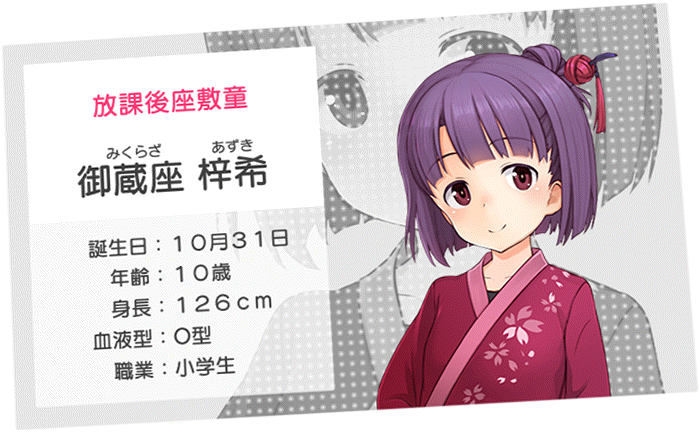 放課後座敷童
みくらざ あずき
御蔵座 梓希
誕生日：１０月３１日
年齢：１０歳
身長：１２６ｃｍ
血液型：Ｏ型
職業：小学生